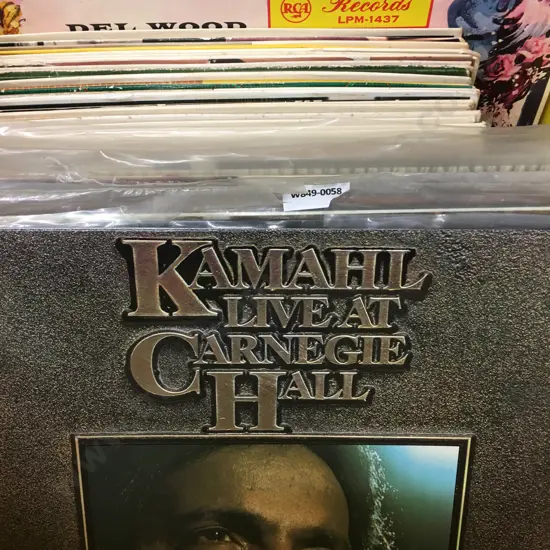 DEL WOOD
RCA
Records
LPM-1437
W849-0058
KAMAHL
LIVE AT
CARNEGIE
HALL